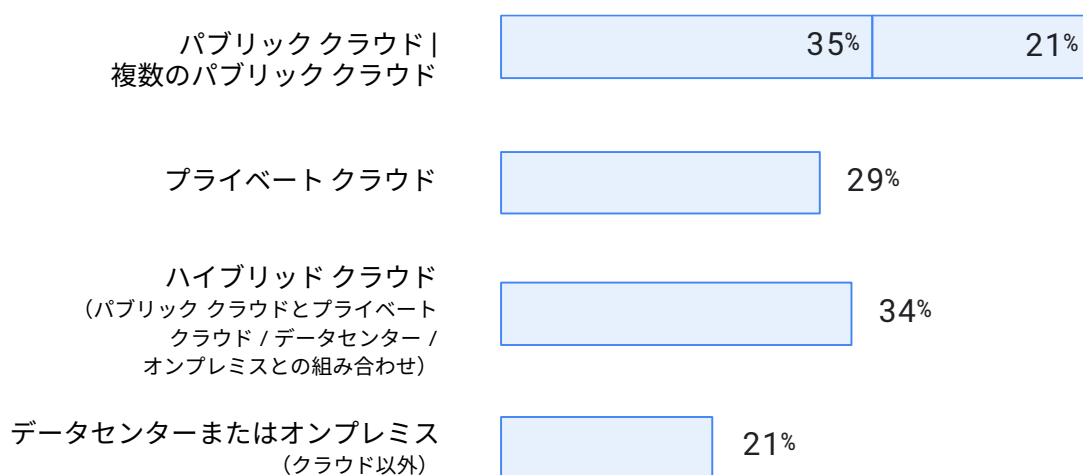 パブリック クラウド |
複数のパブリック クラウド
35%
21%
プライベート クラウド
29%
ハイブリッド クラウド
（パブリック クラウドとプライベート
クラウド / データセンター /
オンプレミスとの組み合わせ）
34%
データセンターまたはオンプレミス
（クラウド以外）
21%